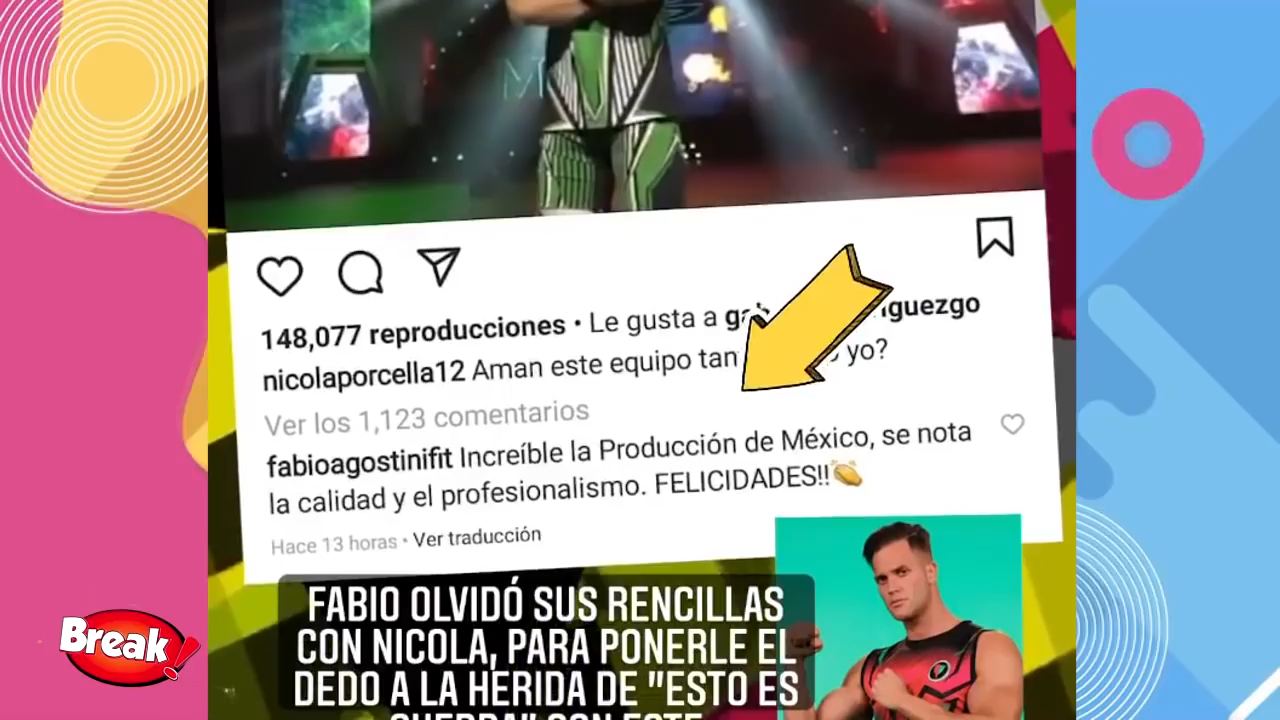 148,077 reproducciones • Le gusta a
nicolaporcella12 Aman este equipo yo?
Ver los 1,123 comentarios
fabioagostinifit Increíble la Producción de México, se nota
la calidad y el profesionalismo. FELICIDADES!!👏
Hace 13 horas • Ver traducción
FABIO OLVIDÓ SUS RENCILLAS
CON NICOLA, PARA PONERLE EL
DEDO A LA HERIDA DE "ESTO ES
Break!